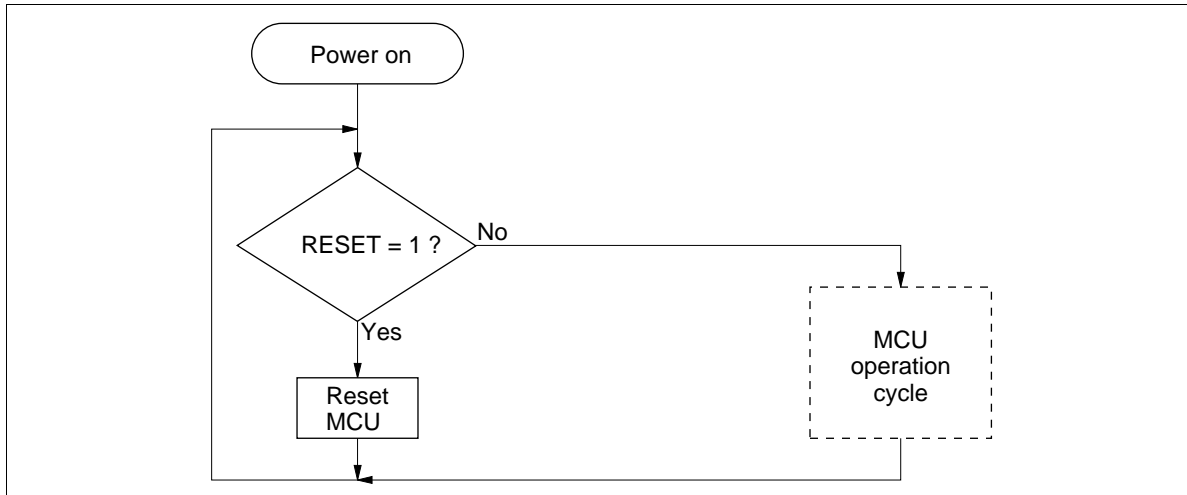 Power on
RESET = 1 ?
No
Yes
MCU
operation
cycle
Reset
MCU